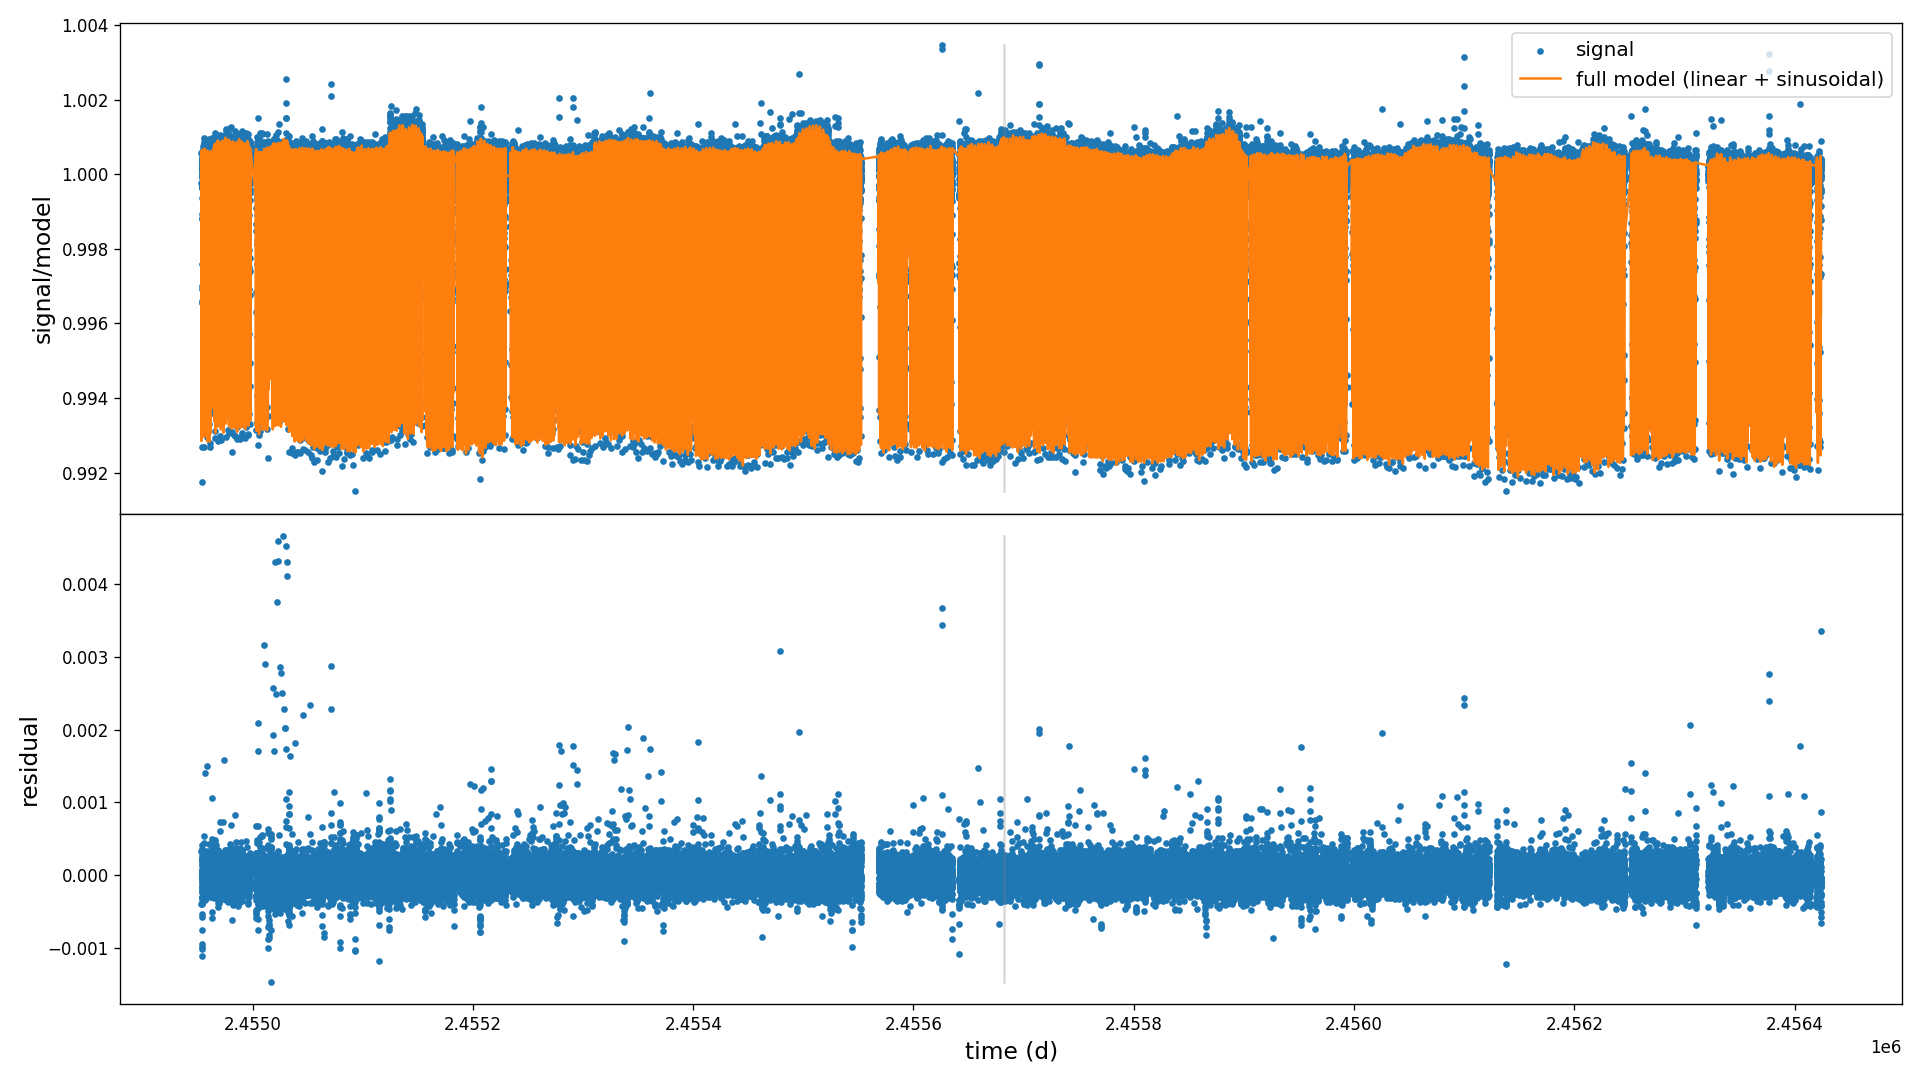 1.004
1.002
1.000
0.998
0.996
0.994
0.992
signal/model
signal
full model (linear + sinusoidal)
0.004
0.003
0.002
0.001
0.000
−0.001
residual
2.4550 2.4552 2.4554 2.4556 2.4558 2.4560 2.4562 2.4564
1e6
time (d)